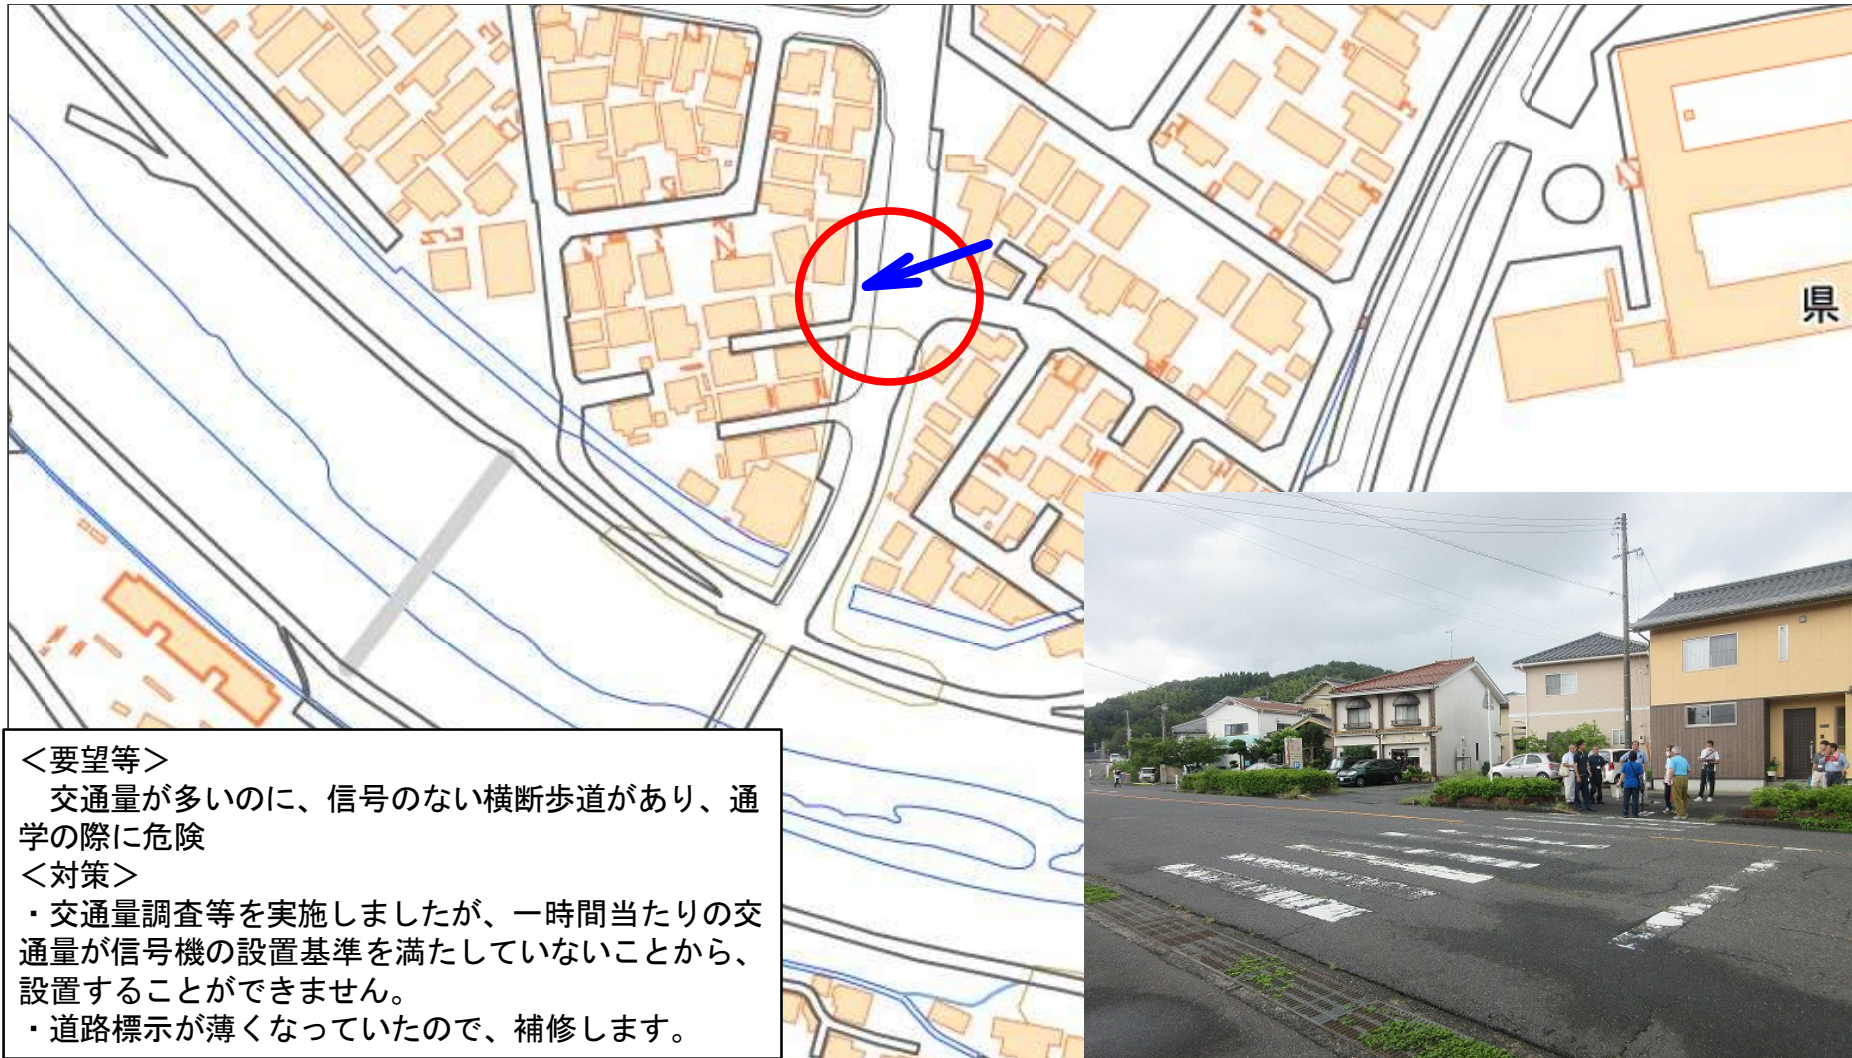 県
＜要望等＞
　交通量が多いのに、信号のない横断歩道があり、通
学の際に危険
＜対策＞
・交通量調査等を実施しましたが、一時間当たりの交
通量が信号機の設置基準を満たしていないことから、
設置することができません。
・道路標示が薄くなっていたので、補修します。